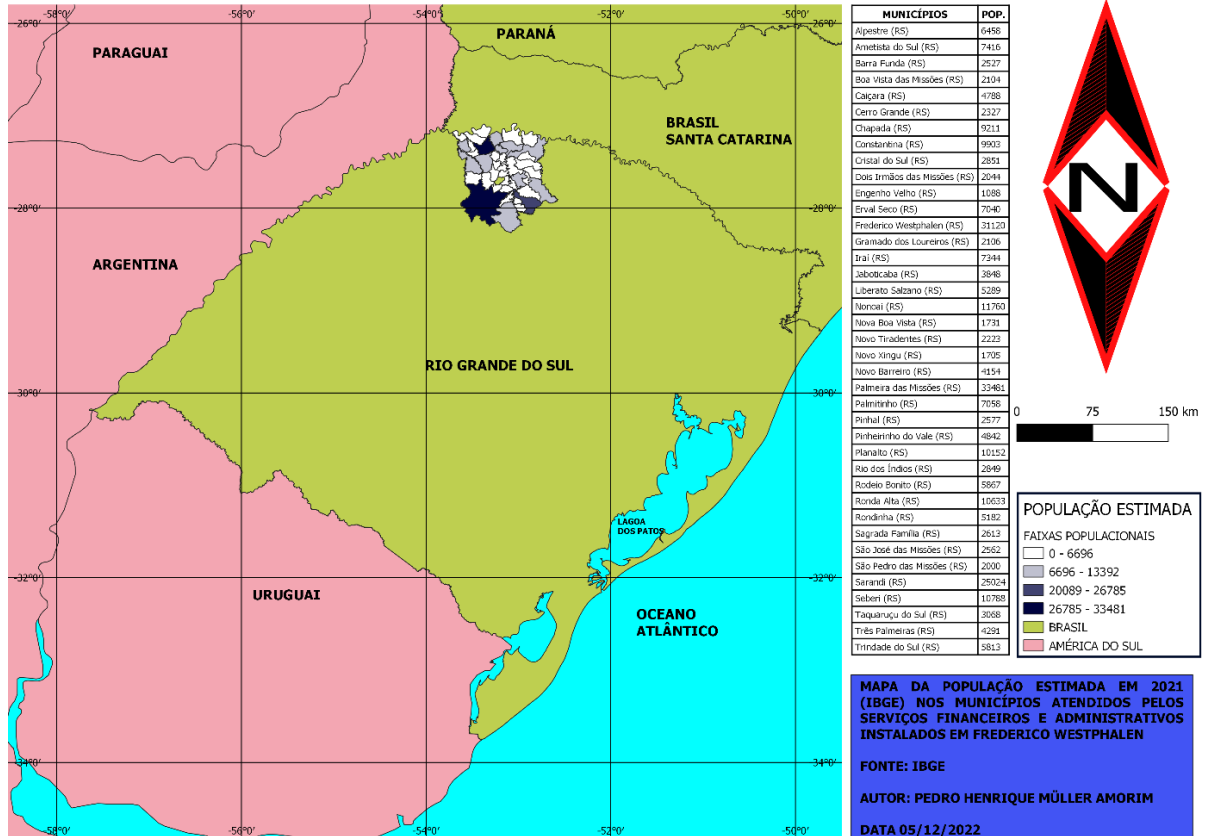 -58°0'
-56°0'
-54°0'
-52°0'
-50°0'
-26°0'
PARAGUAI
PARANÁ
BRASIL
SANTA CATARINA
-28°0'
ARGENTINA
RIO GRANDE DO SUL
-30°0'
LAGOA
DOS PATOS
-32°0'
URUGUAI
OCEANO
ATLÂNTICO
-34°0'
-58°0'
-56°0'
-54°0'
-52°0'
-50°0'
MUNICÍPIOS POP.
Alpestre (RS) 6458
Ametista do Sul (RS) 7416
Barra Funda (RS) 2527
Boa Vista das Missões (RS) 2104
Caiçara (RS) 4788
Cerro Grande (RS) 2327
Chapada (RS) 9211
Constantina (RS) 9903
Cristal do Sul (RS) 2851
Dois Irmãos das Missões (RS) 2044
Engenho Velho (RS) 1088
Erval Seco (RS) 7040
Frederico Westphalen (RS) 31120
Gramado dos Loureiros (RS) 2106
Iraí (RS) 7344
Jaboticaba (RS) 3848
Liberato Salzano (RS) 5289
Nonoai (RS) 11760
Nova Boa Vista (RS) 1731
Novo Tiradentes (RS) 2223
Novo Xingu (RS) 1705
Novo Barreiro (RS) 4154
Palmeira das Missões (RS) 33481
Palmitinho (RS) 7058
Pinhal (RS) 2577
Pinheirinho do Vale (RS) 4842
Planalto (RS) 10152
Rio dos Índios (RS) 2849
Rodeio Bonito (RS) 5867
Ronda Alta (RS) 10633
Rondinha (RS) 5182
Sagrada Família (RS) 2613
São José das Missões (RS) 2562
São Pedro das Missões (RS) 2000
Sarandi (RS) 25024
Seberi (RS) 10788
Taquaruçu do Sul (RS) 3068
Três Palmeiras (RS) 4291
Trindade do Sul (RS) 5813
N
0 75 150 km
POPULAÇÃO ESTIMADA
FAIXAS POPULACIONAIS
0 - 6696
6696 - 13392
20089 - 26785
26785 - 33481
BRASIL
AMÉRICA DO SUL
MAPA DA POPULAÇÃO ESTIMADA EM 2021
(IBGE) NOS MUNICÍPIOS ATENDIDOS PELOS
SERVIÇOS FINANCEIROS E ADMINISTRATIVOS
INSTALADOS EM FREDERICO WESTPHALEN
FONTE: IBGE
AUTOR: PEDRO HENRIQUE MÜLLER AMORIM
DATA 05/12/2022